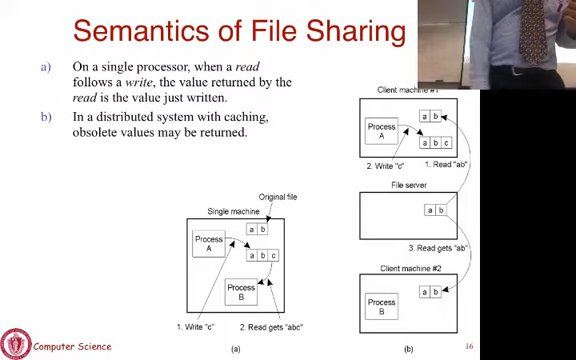 Semantics of File Sharing
a) On a single processor, when a read
follows a write, the value returned by the
read is the value just written.
b) In a distributed system with caching,
obsolete values may be returned.
Original file
Single machine
a b
Process
A
a b c
Process
B
1. Write "c"
2. Read gets "abc"
(a)
Client machine #1
a b
Process
A
a b c
2. Write "c"
1. Read "ab"
File server
a b
3. Read gets "ab"
Client machine #2
a b
Process
B
(b)
Computer Science
16